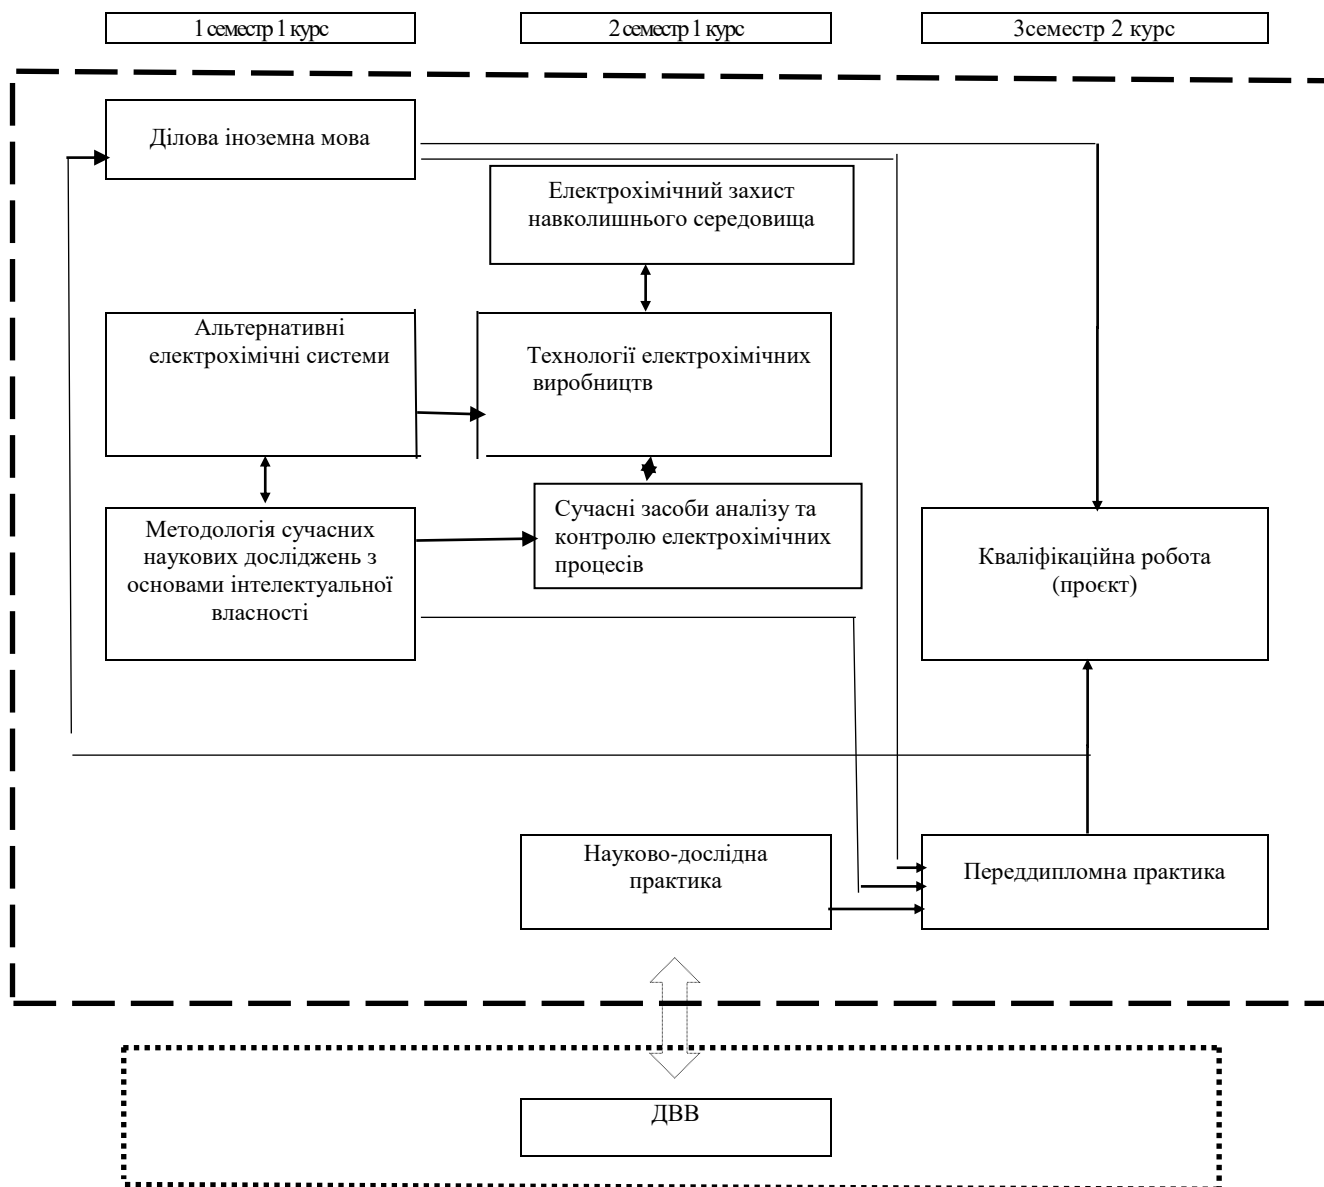 1 семестр 1 курс
2 семестр 1 курс
3семестр 2 курс
Ділова іноземна мова
Електрохімічний захист
навколишнього середовища
Альтернативні
електрохімічні системи
Технології електрохімічних
виробництв
Методологія сучасних
наукових досліджень з
основами інтелектуальної
власності
Сучасні засоби аналізу та
контролю електрохімічних
процесів
Кваліфікаційна робота
(проєкт)
Науково-дослідна
практика
Переддипломна практика
ДВВ